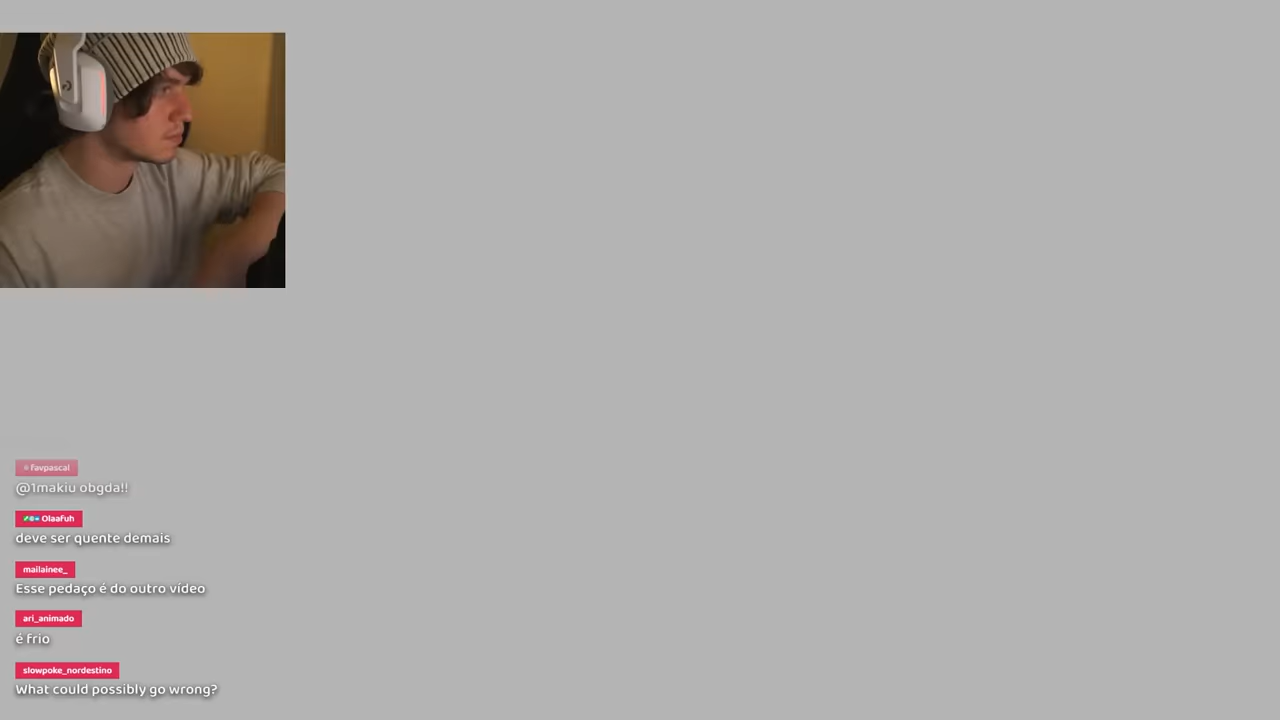 favpascal
@1makiu obgda!!
Olaafuh
deve ser quente demais
mailainee_
Esse pedaço é do outro vídeo
ari_animado
é frio
slowpoke_nordestino
What could possibly go wrong?